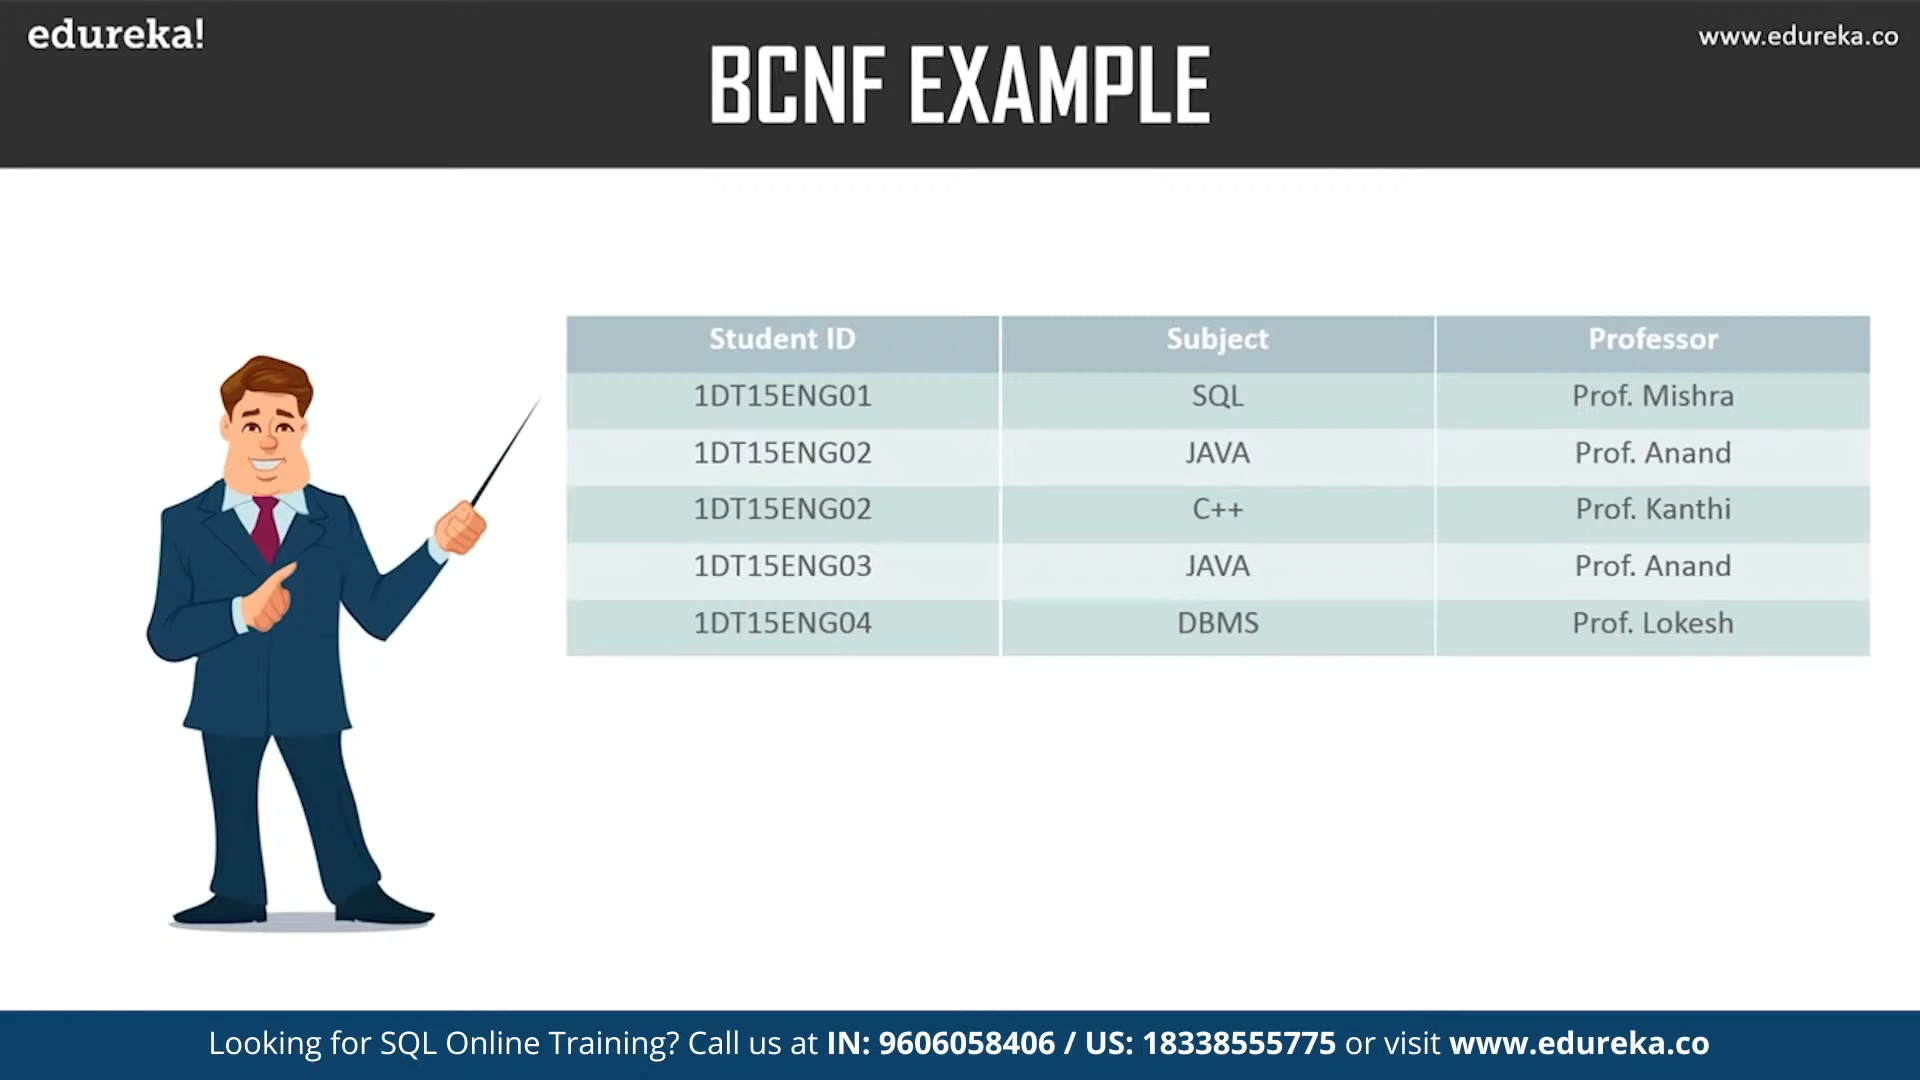 edureka!
www.edureka.co
BCNF EXAMPLE
Student ID Subject Professor
1DT15ENG01 SQL Prof. Mishra
1DT15ENG02 JAVA Prof. Anand
1DT15ENG02 C++ Prof. Kanthi
1DT15ENG03 JAVA Prof. Anand
1DT15ENG04 DBMS Prof. Lokesh
Looking for SQL Online Training? Call us at IN: 9606058406 / US: 18338555775 or visit www.edureka.co